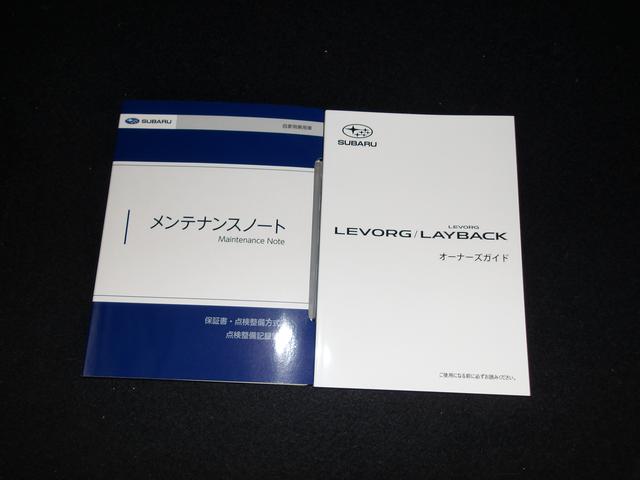 SUBARU
自家用乗用車
メンテナンスノート
Maintenance Note
保証書・点検整備方式
点検整備記録
SUBARU
LEVORG
LEVORG/LAYBACK
オーナーズガイド
ご使用になる前に必ずお読みください。